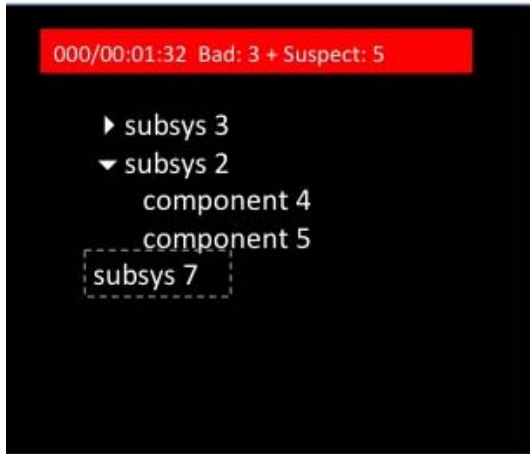 000/00:01:32 Bad: 3 + Suspect: 5
subsys 3
subsys 2
component 4
component 5
subsys 7